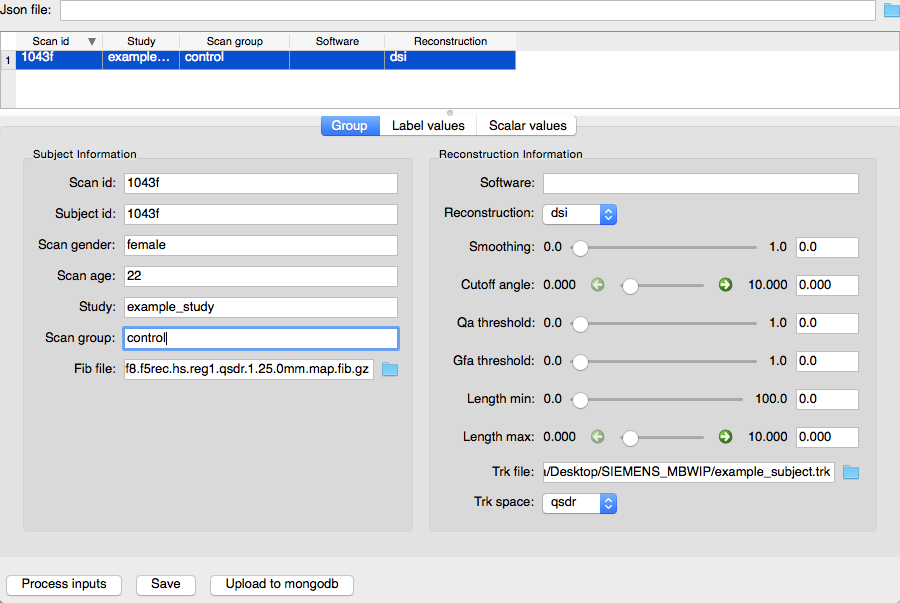 Json file:
Scan id Study Scan group Software Reconstruction
1 1043f example... control dsi
Group Label values Scalar values
Subject Information
Scan id: 1043f
Subject id: 1043f
Scan gender: female
Scan age: 22
Study: example_study
Scan group: control
Fib file: f8.f5rec.hs.reg1.qsdr.1.25.0mm.map.fib.gz
Reconstruction Information
Software:
Reconstruction: dsi
Smoothing: 0.0 1.0 0.0
Cutoff angle: 0.000 10.000 0.000
Qa threshold: 0.0 1.0 0.0
Gfa threshold: 0.0 1.0 0.0
Length min: 0.0 100.0 0.0
Length max: 0.000 10.000 0.000
Trk file: /Desktop/SIEMENS_MBWIP/example_subject.trk
Trk space: qsdr
Process inputs Save Upload to mongodb